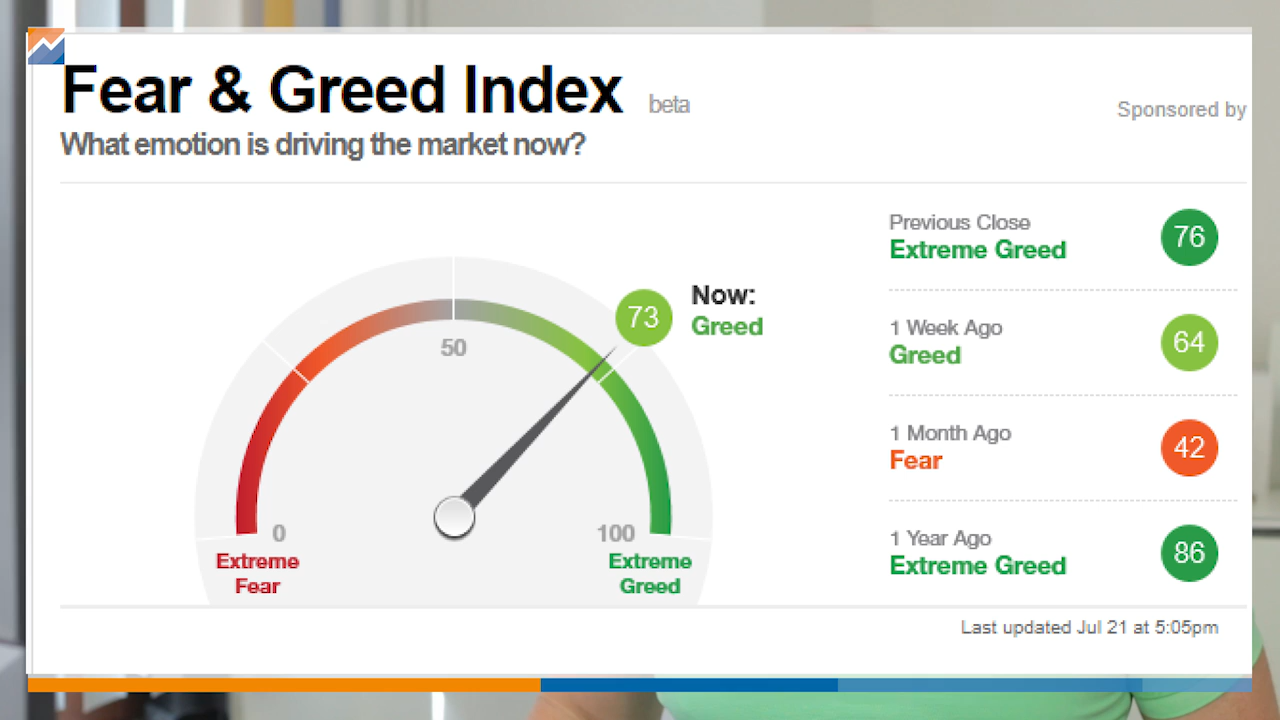 Fear & Greed Index beta
What emotion is driving the market now?
Sponsored by
Now:
Greed
73
50
0
100
Extreme
Fear
Extreme
Greed
Previous Close
Extreme Greed
76
1 Week Ago
Greed
64
1 Month Ago
Fear
42
1 Year Ago
Extreme Greed
86
Last updated Jul 21 at 5:05pm